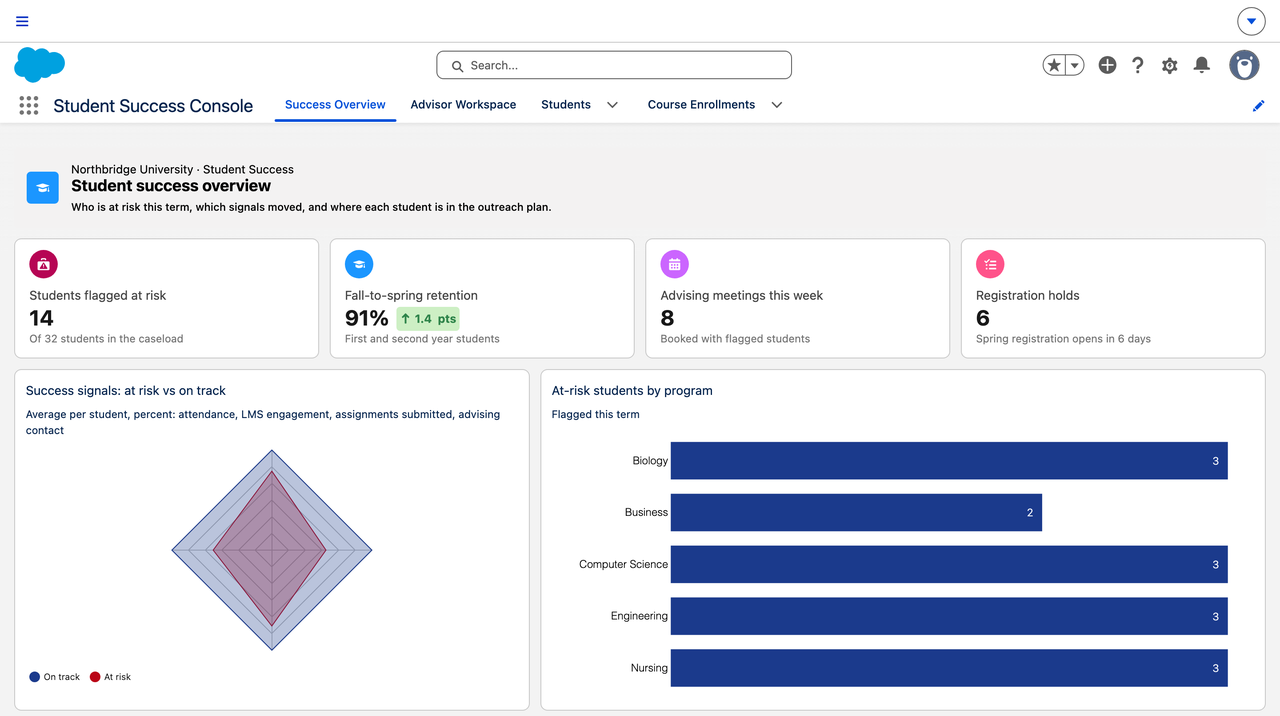 Search...
Student Success Console
Success Overview
Advisor Workspace
Students
Course Enrollments
Northbridge University · Student Success
Student success overview
Who is at risk this term, which signals moved, and where each student is in the outreach plan.
Students flagged at risk
14
Of 32 students in the caseload
Fall-to-spring retention
91% ↑ 1.4 pts
First and second year students
Advising meetings this week
8
Booked with flagged students
Registration holds
6
Spring registration opens in 6 days
Success signals: at risk vs on track
Average per student, percent: attendance, LMS engagement, assignments submitted, advising
contact
On track
At risk
At-risk students by program
Flagged this term
Biology 3
Business 2
Computer Science 3
Engineering 3
Nursing 3